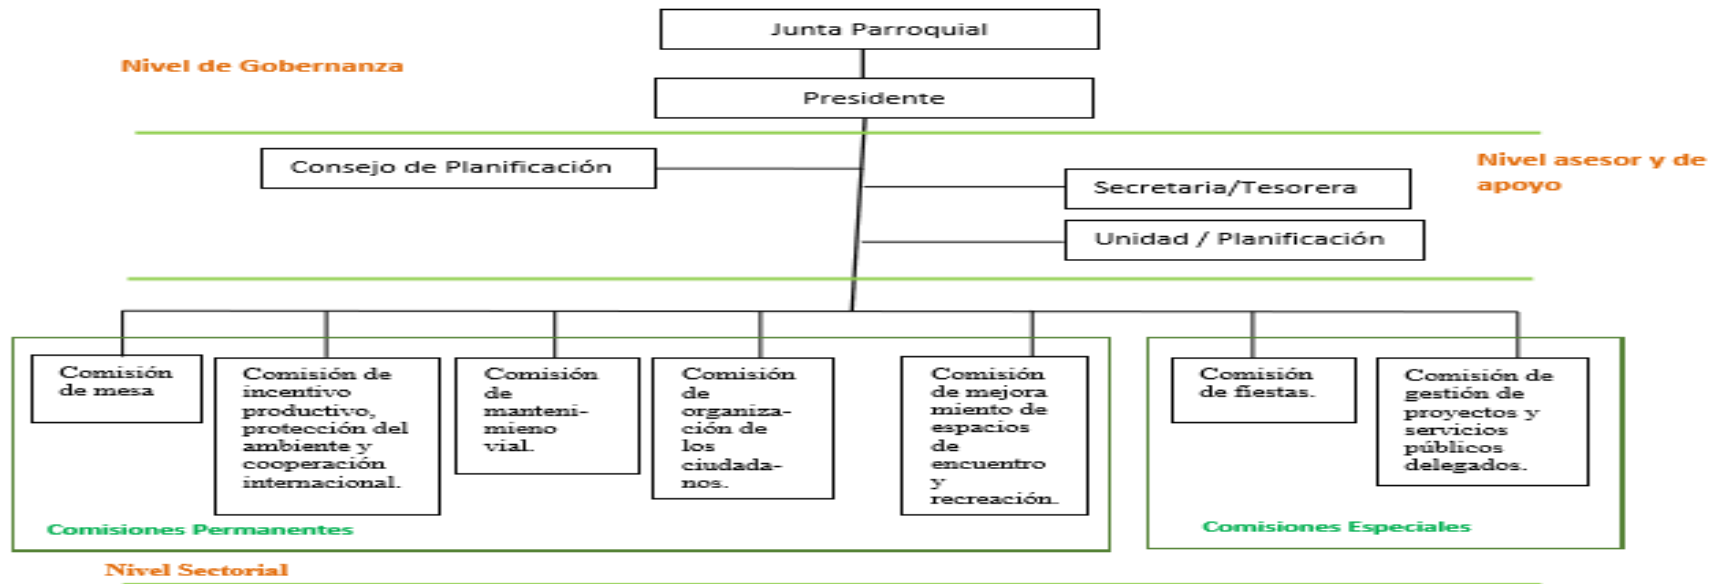 Junta Parroquial
Nivel de Gobernanza
Presidente
Consejo de Planificación
Nivel asesor y de
apoyo
Secretaria/Tesorera
Unidad / Planificación
Comisión
de mesa
Comisión de
incentivo
productivo,
protección del
ambiente y
cooperación
internacional.
Comisión
de
manteni-
mieno
vial.
Comisión
de
organiza-
ción de
los
ciudada-
nos.
Comisión
de mejora
miento de
espacios
de
encuentro
y
recreación.
Comisión
de fiestas.
Comisión de
gestión de
proyectos y
servicios
públicos
delegados.
Comisiones Permanentes
Comisiones Especiales
Nivel Sectorial